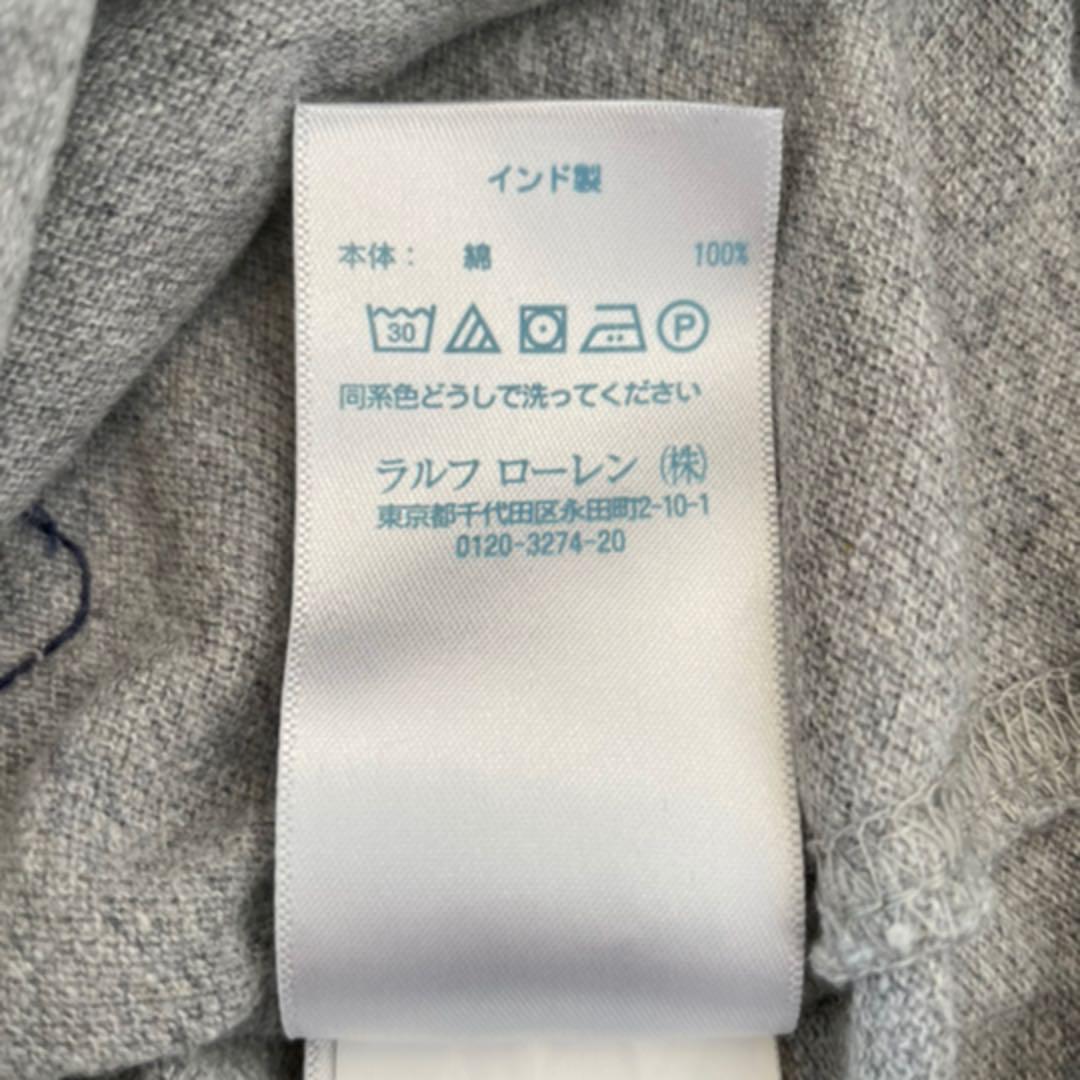 インド製
本体： 綿 100%
30 P
同系色どうしで洗ってください
ラルフ ローレン ㈱
東京都千代田区永田町2-10-1
0120-3274-20